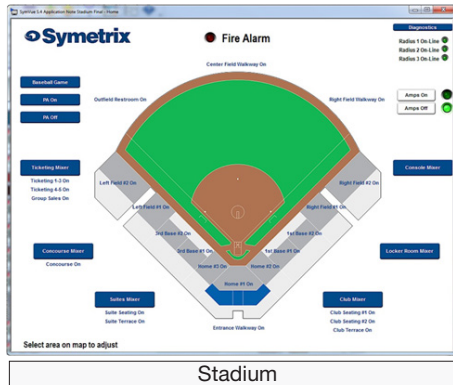 SymVue 5.4 Application Note Stadium Final - Home
Symetrix
Fire Alarm
Diagnostics
Radius 1 On-Line
Radius 2 On-Line
Radius 3 On-Line
Center Field Walkway On
Baseball Game
PA On
PA Off
Outfield Restroom On
Right Field Walkway On
Amps On
Amps Off
Ticketing Mixer
Ticketing 1-3 On
Ticketing 4-8 On
Group Sales On
Console Mixer
Left Field #2 On
Right Field #2 On
Left Field #1 On
Right Field #1 On
3rd Base #2 On
1st Base #2 On
Concourse Mixer
Concourse On
3rd Base #1 On
1st Base #1 On
Locker Room Mixer
Home #3 On
Home #2 On
Home #1 On
Suites Mixer
Suite Seating On
Suite Terrace On
Club Mixer
Club Seating #1 On
Club Seating #2 On
Club Terrace On
Entrance Walkway On
Select area on map to adjust
Stadium